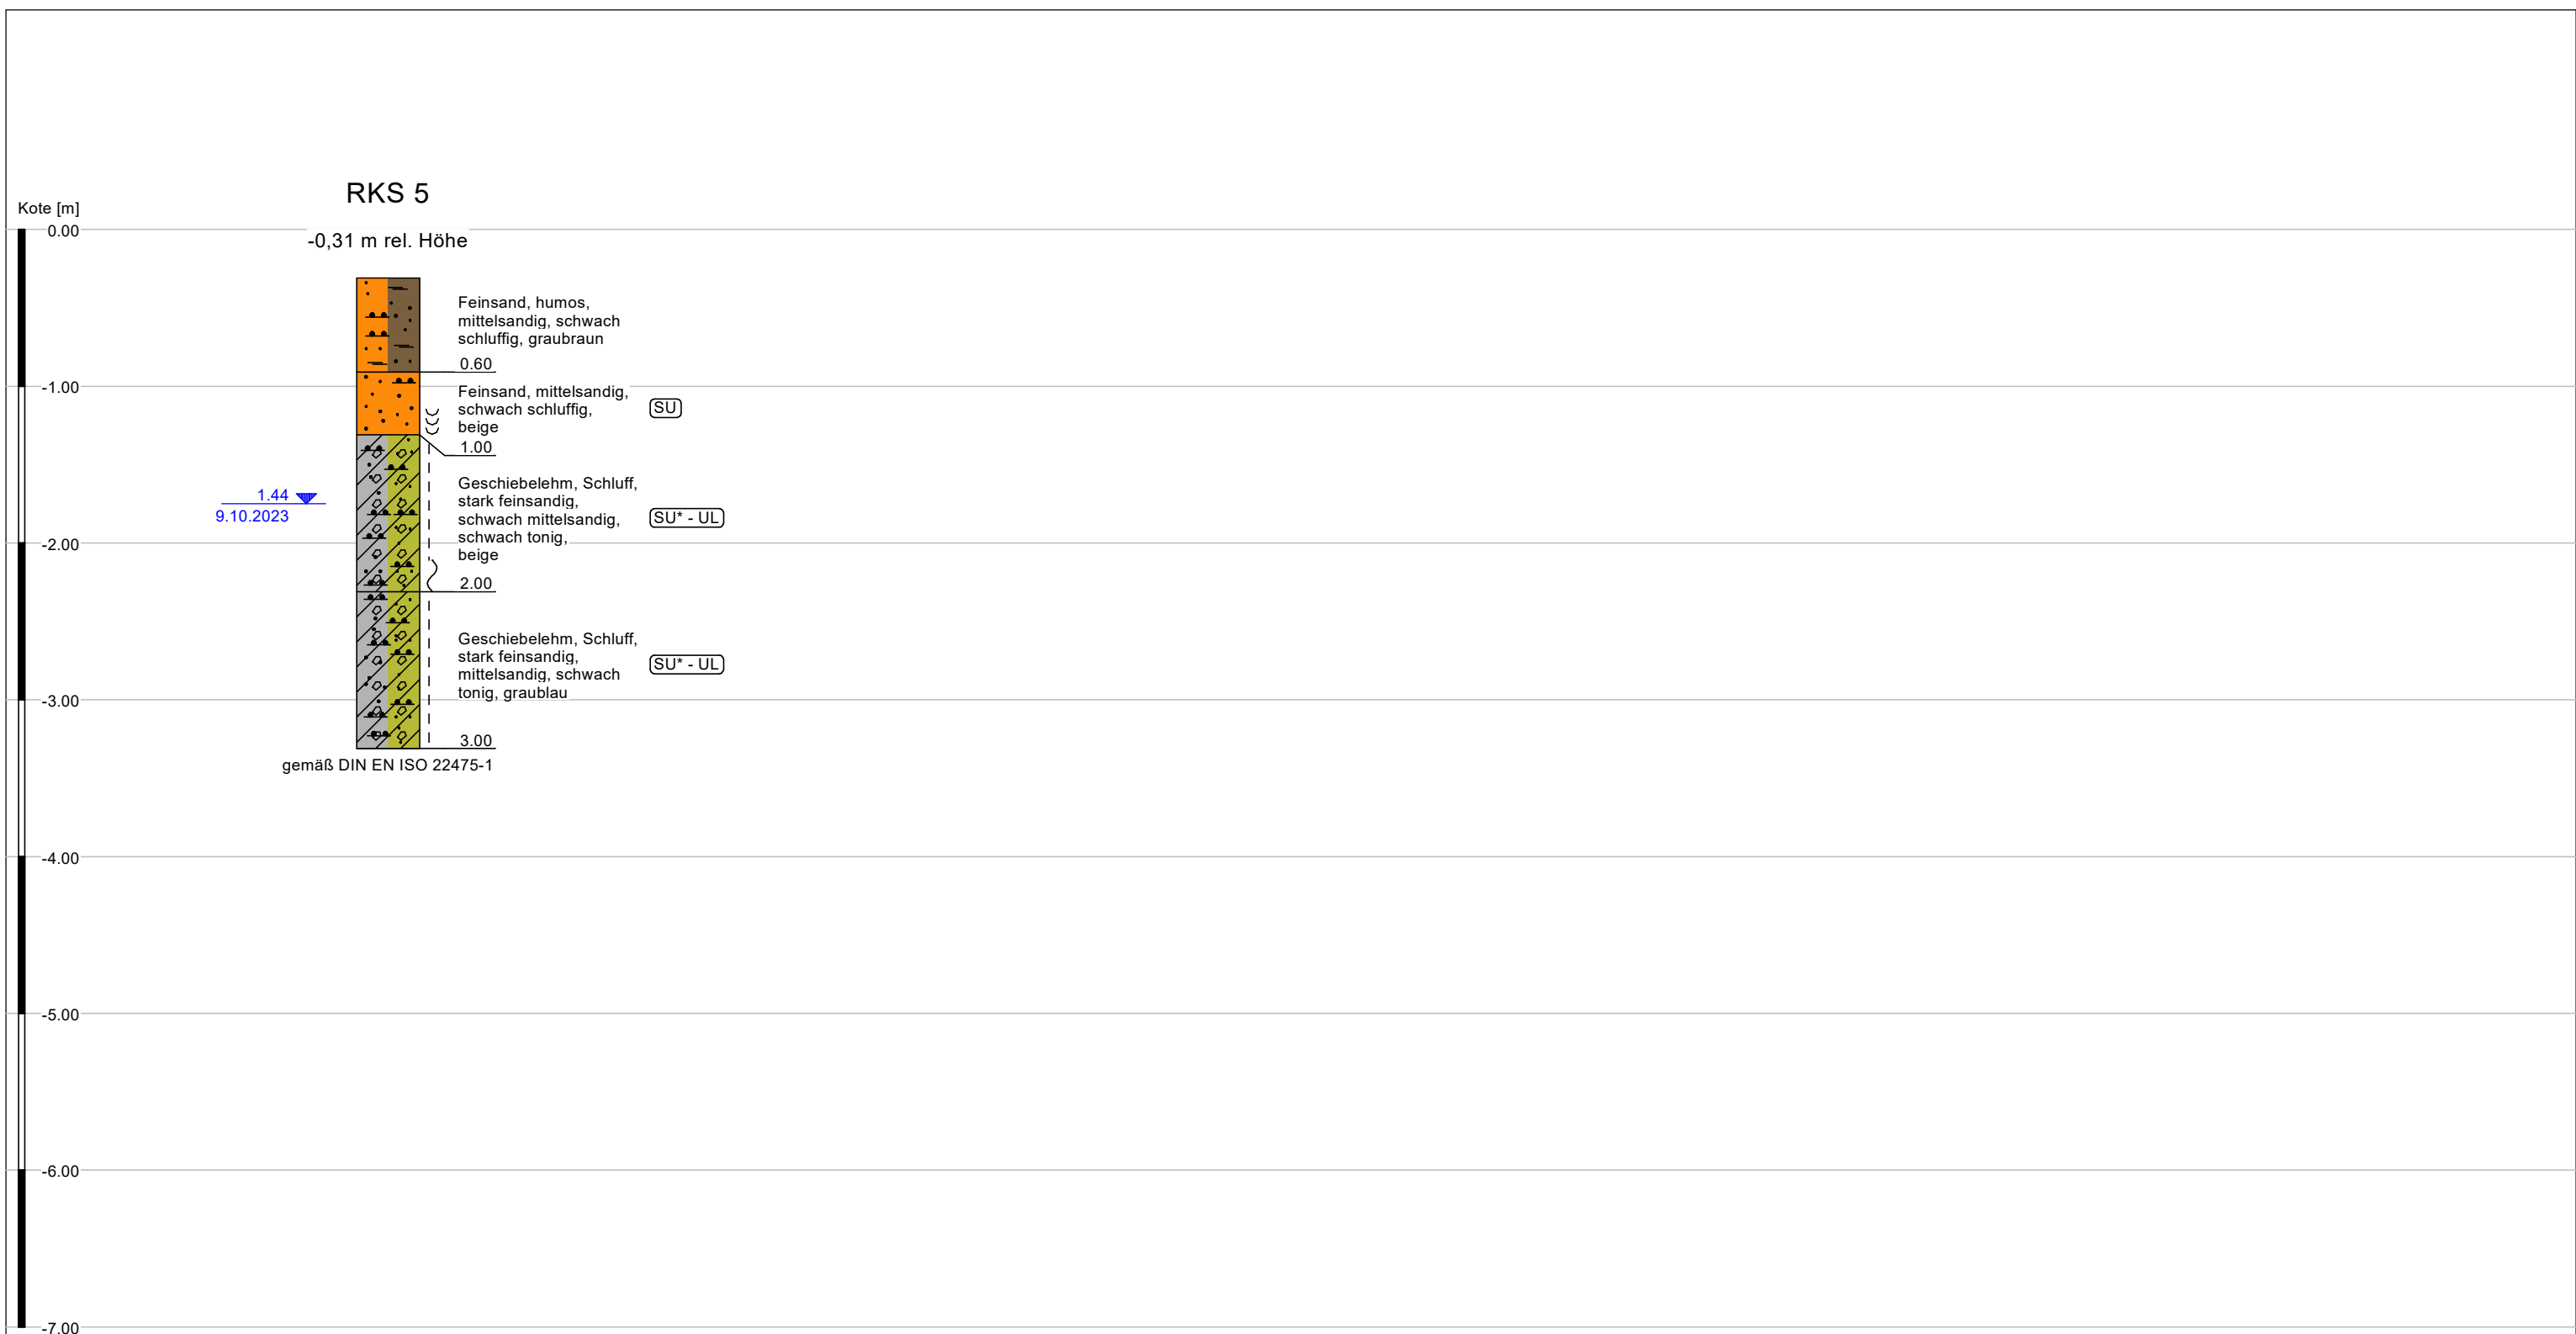 RKS 5
Kote [m]
0.00
-0,31 m rel. Höhe
Feinsand, humos,
mittelsandig, schwach
schluffig, graubraun
0.60
-1.00
Feinsand, mittelsandig,
schwach schluffig,
beige
SU
1.00
Geschiebelehm, Schluff,
stark feinsandig,
schwach mittelsandig,
schwach tonig,
beige
SU* - UL
1.44
9.10.2023
-2.00
2.00
Geschiebelehm, Schluff,
stark feinsandig,
mittelsandig, schwach
tonig, graublau
SU* - UL
-3.00
3.00
gemäß DIN EN ISO 22475-1
-4.00
-5.00
-6.00
-7.00